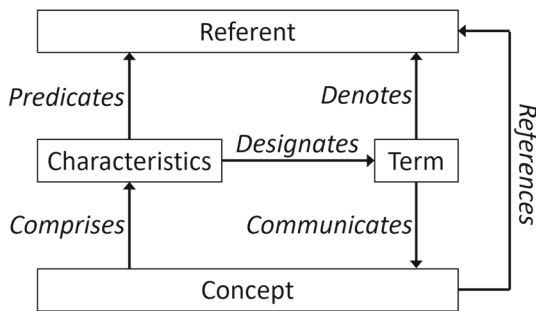 Referent
Predicates
Denotes
References
Characteristics
Designates
Term
Comprises
Communicates
Concept